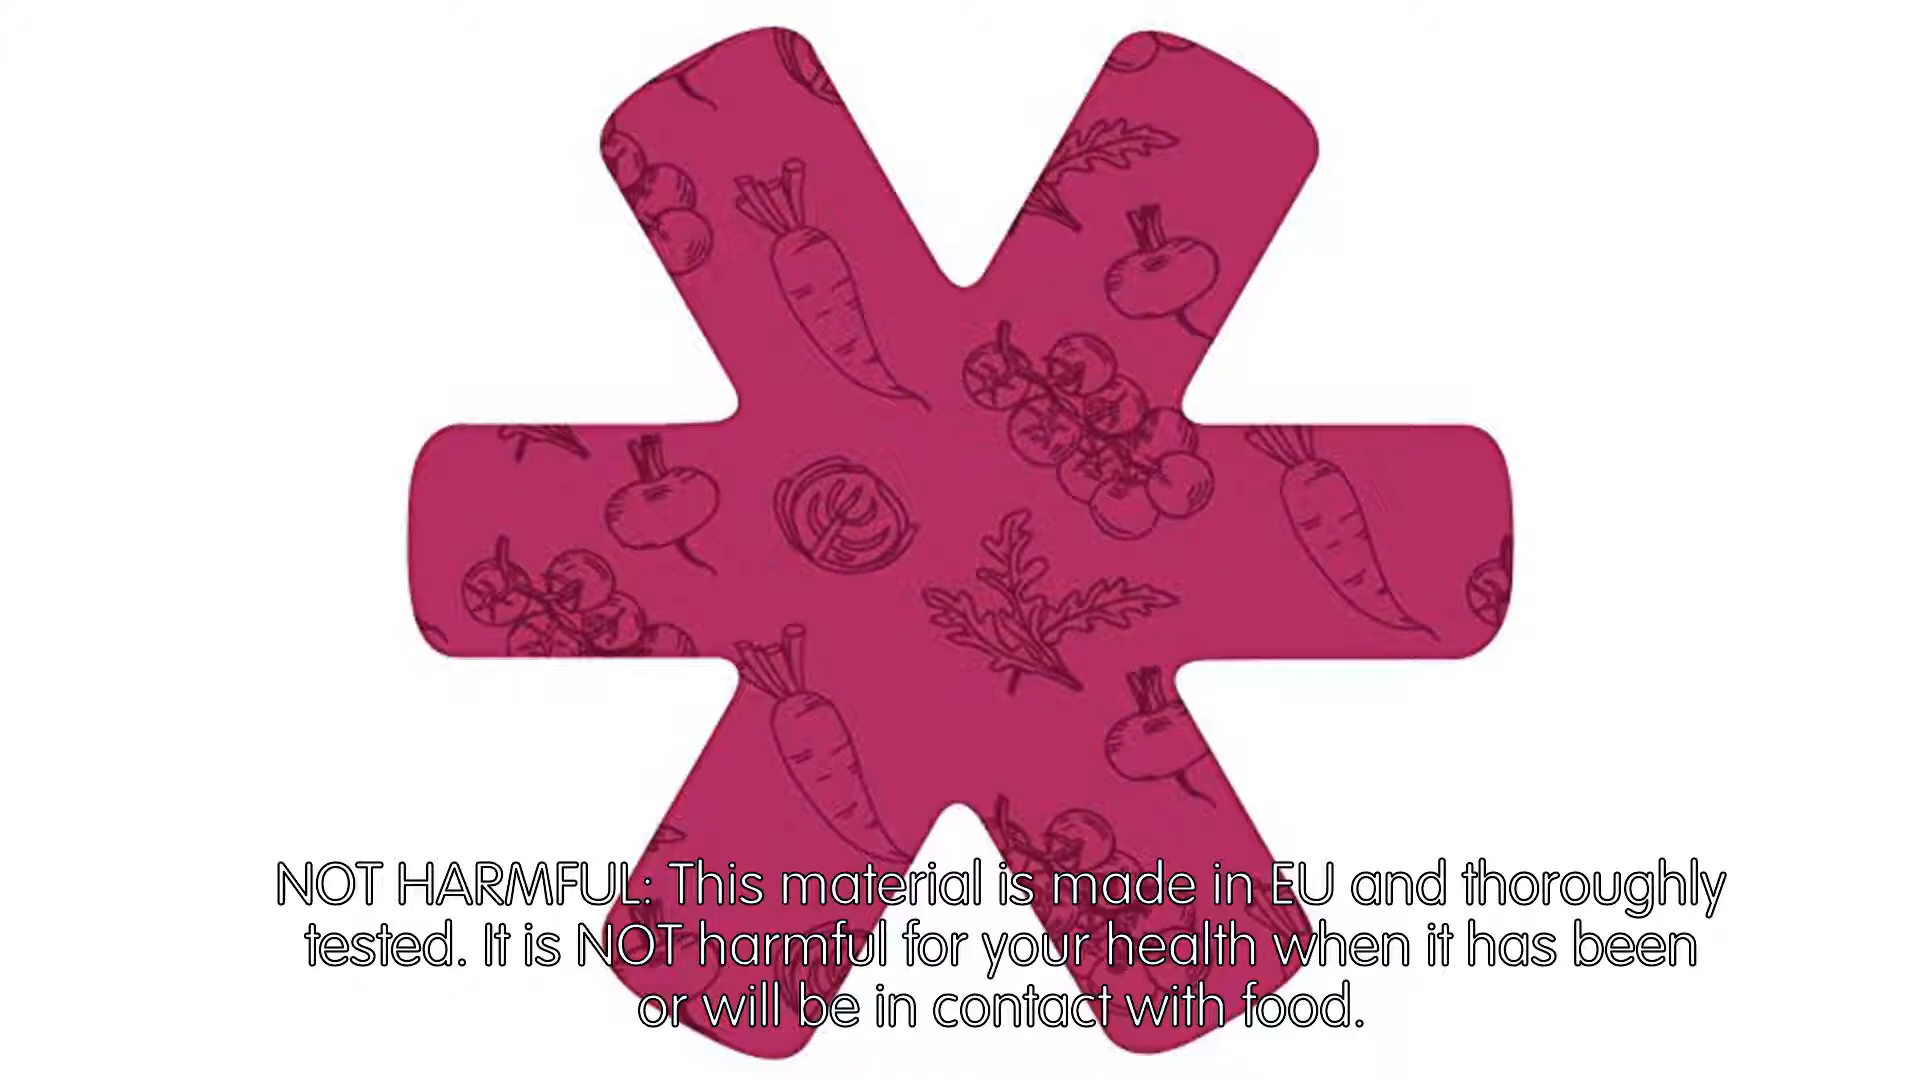 NOT HARMFUL: This material is made in EU and thoroughly
tested. It is NOT harmful for your health when it has been
or will be in contact with food.